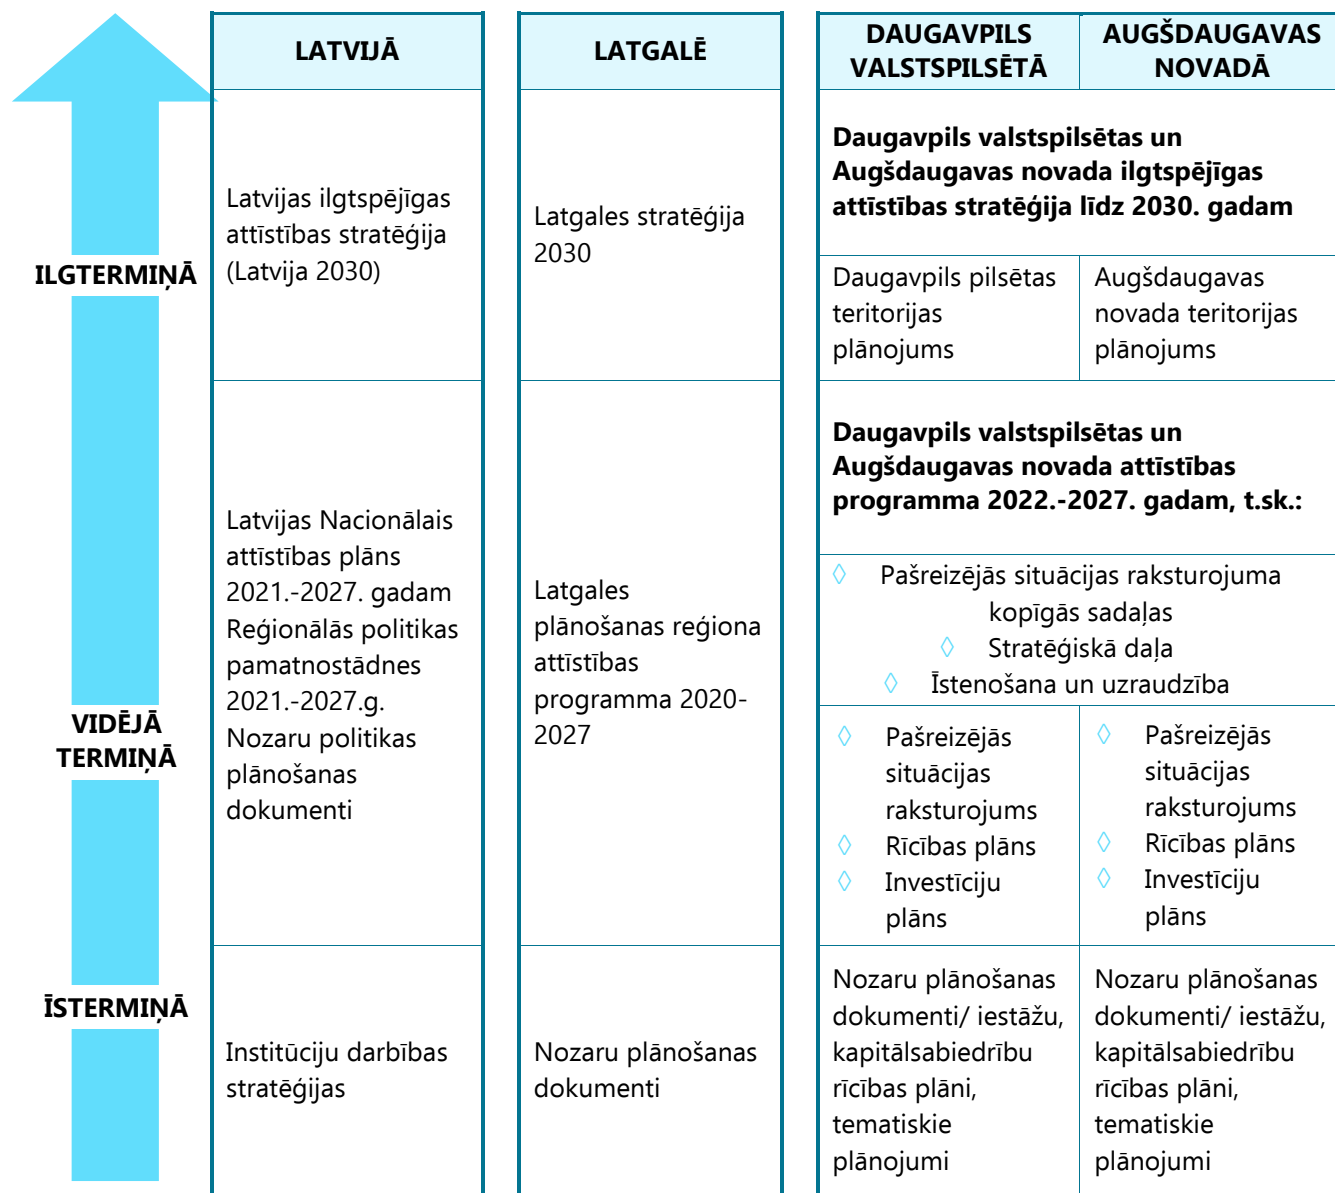 LATVIJĀ
LATGALĒ
DAUGAVPILS
VALSTSPILSĒTĀ
AUGŠDAUGAVAS
NOVADĀ
ILGTERMIŅĀ
Latvijas ilgtspējīgas
attīstības stratēģija
(Latvija 2030)
Latgales stratēģija
2030
Daugavpils valstspilsētas un
Augšdaugavas novada ilgtspējīgas
attīstības stratēģija līdz 2030. gadam
Daugavpils pilsētas
teritorijas
plānojums
Augšdaugavas
novada teritorijas
plānojums
VIDĒJĀ
TERMIŅĀ
Latvijas Nacionālais
attīstības plāns
2021.-2027. gadam
Reģionālās politikas
pamatnostādnes
2021.-2027.g.
Nozaru politikas
plānošanas
dokumenti
Latgales
plānošanas reģiona
attīstības
programma 2020-
2027
Daugavpils valstspilsētas un
Augšdaugavas novada attīstības
programma 2022.-2027. gadam, t.sk.:
◊ Pašreizējās situācijas raksturojuma
kopīgās sadaļas
◊ Stratēģiskā daļa
◊ Īstenošana un uzraudzība
◊ Pašreizējās
situācijas
raksturojums
◊ Rīcības plāns
◊ Investīciju
plāns
◊ Pašreizējās
situācijas
raksturojums
◊ Rīcības plāns
◊ Investīciju
plāns
ĪSTERMIŅĀ
Institūciju darbības
stratēģijas
Nozaru plānošanas
dokumenti
Nozaru plānošanas
dokumenti/ iestāžu,
kapitālsabiedrību
rīcības plāni,
tematiskie
plānojumi
Nozaru plānošanas
dokumenti/ iestāžu,
kapitālsabiedrību
rīcības plāni,
tematiskie
plānojumi